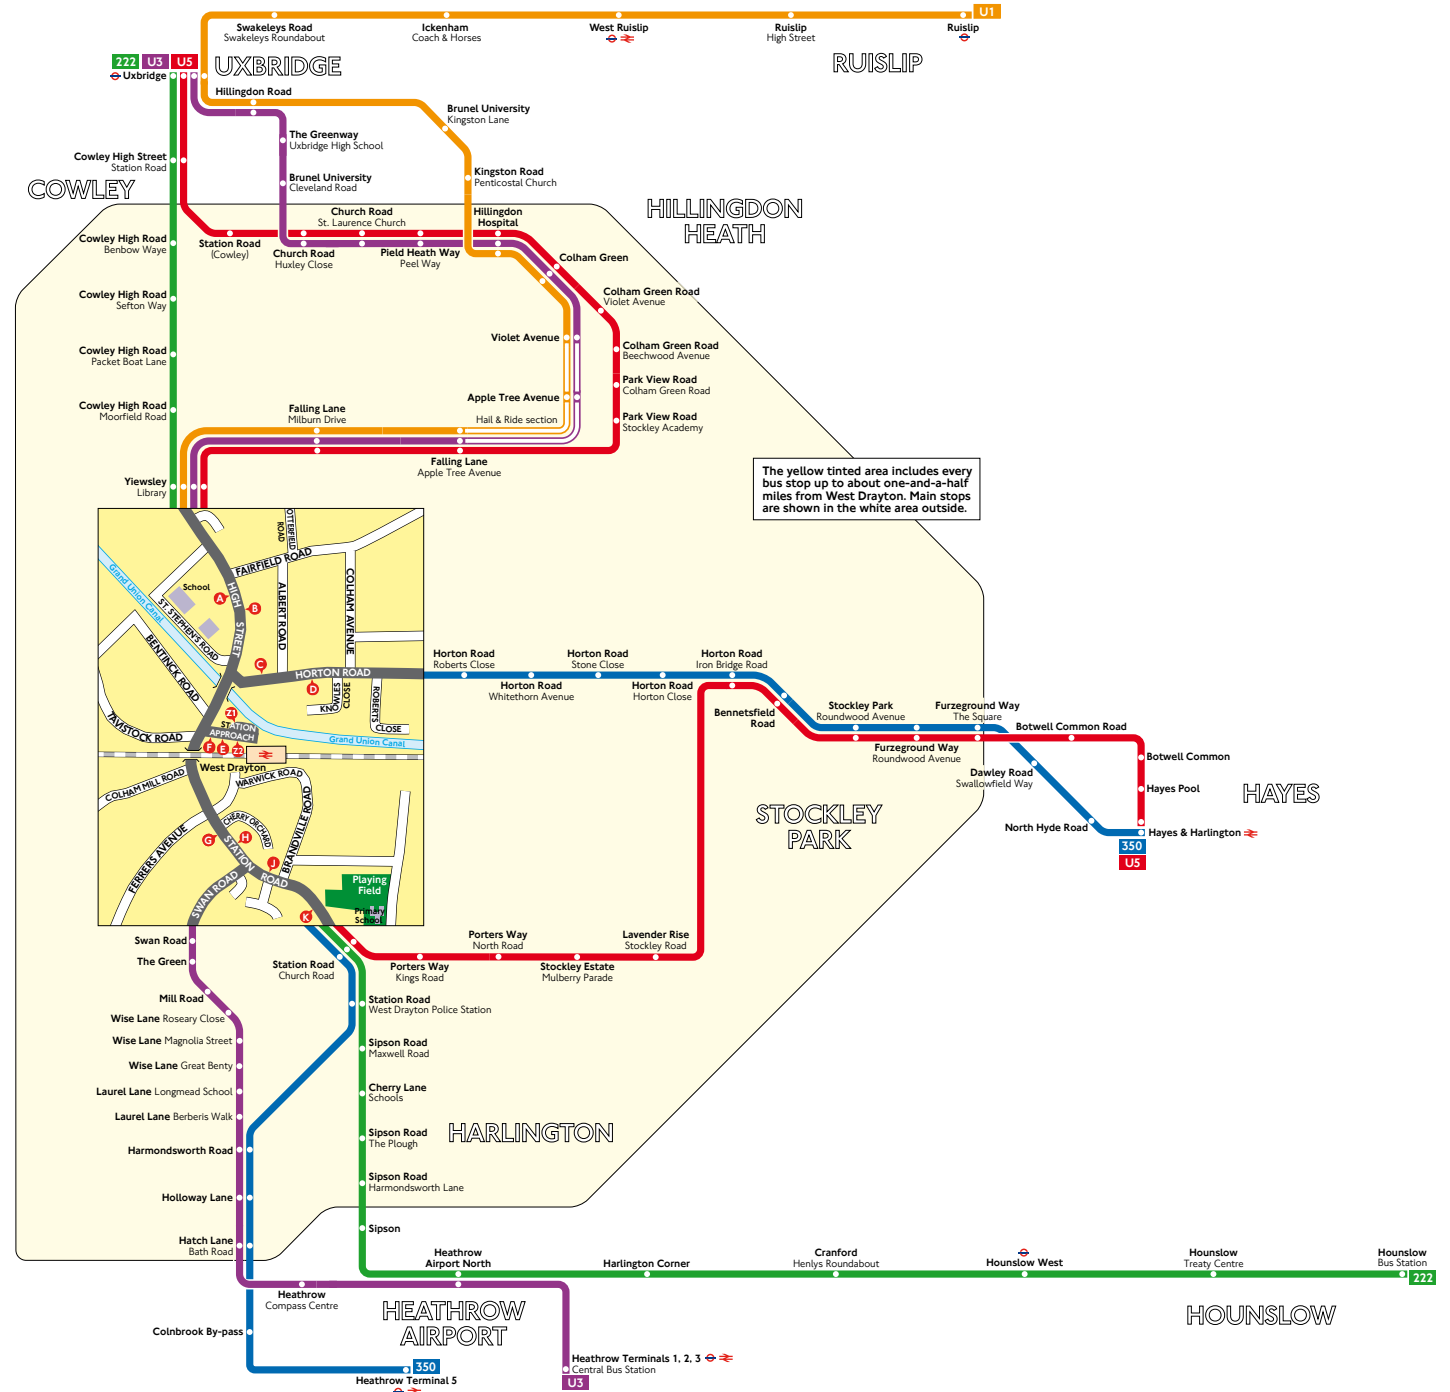 U1
Swakeleys Road
Swakeleys Roundabout
Ickenham
Coach & Horses
West Ruislip
Ruislip
High Street
Ruislip
RUISLIP
222
U3
U5
UXBRIDGE
Uxbridge
Hillingdon Road
Brunel University
Kingston Lane
The Greenway
Uxbridge High School
Cowley High Street
Station Road
Brunel University
Cleveland Road
Kingston Road
Penticostal Church
COWLEY
HILLINGDON
HEATH
Church Road
St. Laurence Church
Hillingdon
Hospital
Cowley High Road
Benbow Waye
Station Road
(Cowley)
Church Road
Huxley Close
Pield Heath Way
Peel Way
Colham Green
Cowley High Road
Sefton Way
Colham Green Road
Violet Avenue
Violet Avenue
Cowley High Road
Packet Boat Lane
Colham Green Road
Beechwood Avenue
Park View Road
Colham Green Road
Apple Tree Avenue
Cowley High Road
Moorfield Road
Falling Lane
Milburn Drive
Hail & Ride section
Park View Road
Stockley Academy
Falling Lane
Apple Tree Avenue
Yiewsley
Library
The yellow tinted area includes every
bus stop up to about one-and-a-half
miles from West Drayton. Main stops
are shown in the white area outside.
OTTERFIELD
ROAD
FAIRFIELD ROAD
Grand Union Canal
School
HIGH
STREET
ALBERT ROAD
COLHAM AVENUE
A
B
ST. STEPHEN'S ROAD
BENTINCK ROAD
C
HORTON ROAD
D
KNOWLES
CLOSE
ROBERTS
CLOSE
TAVISTOCK ROAD
Z1
STATION
APPROACH
F
E
Z2
Grand Union Canal
West Drayton
COLHAM MILL ROAD
WARWICK ROAD
CHERRY ORCHARD
BRANDVILLE ROAD
FERRERS AVENUE
G
H
STATION
ROAD
J
SWAN ROAD
Playing
Field
Primary
School
K
Horton Road
Roberts Close
Horton Road
Whitethorn Avenue
Horton Road
Stone Close
Horton Road
Horton Close
Horton Road
Iron Bridge Road
Bennetsfield
Road
Stockley Park
Roundwood Avenue
Furzeground Way
Roundwood Avenue
Furzeground Way
The Square
Botwell Common Road
Dawley Road
Swallowfield Way
Botwell Common
Hayes Pool
HAYES
North Hyde Road
Hayes & Harlington
350
U5
STOCKLEY
PARK
Swan Road
The Green
Mill Road
Wise Lane Roseary Close
Wise Lane Magnolia Street
Wise Lane Great Benty
Laurel Lane Longmead School
Laurel Lane Berberis Walk
Harmondsworth Road
Holloway Lane
Hatch Lane
Bath Road
Station Road
Church Road
Porters Way
Kings Road
Porters Way
North Road
Stockley Estate
Mulberry Parade
Lavender Rise
Stockley Road
Station Road
West Drayton Police Station
Sipson Road
Maxwell Road
Cherry Lane
Schools
Sipson Road
The Plough
HARLINGTON
Sipson Road
Harmondsworth Lane
Sipson
Heathrow
Airport North
Harlington Corner
Cranford
Henlys Roundabout
Hounslow West
Hounslow
Treaty Centre
Hounslow
Bus Station
222
HOUNSLOW
Heathrow
Compass Centre
HEATHROW
AIRPORT
Colnbrook By-pass
350
Heathrow Terminal 5
Heathrow Terminals 1, 2, 3
Central Bus Station
U3